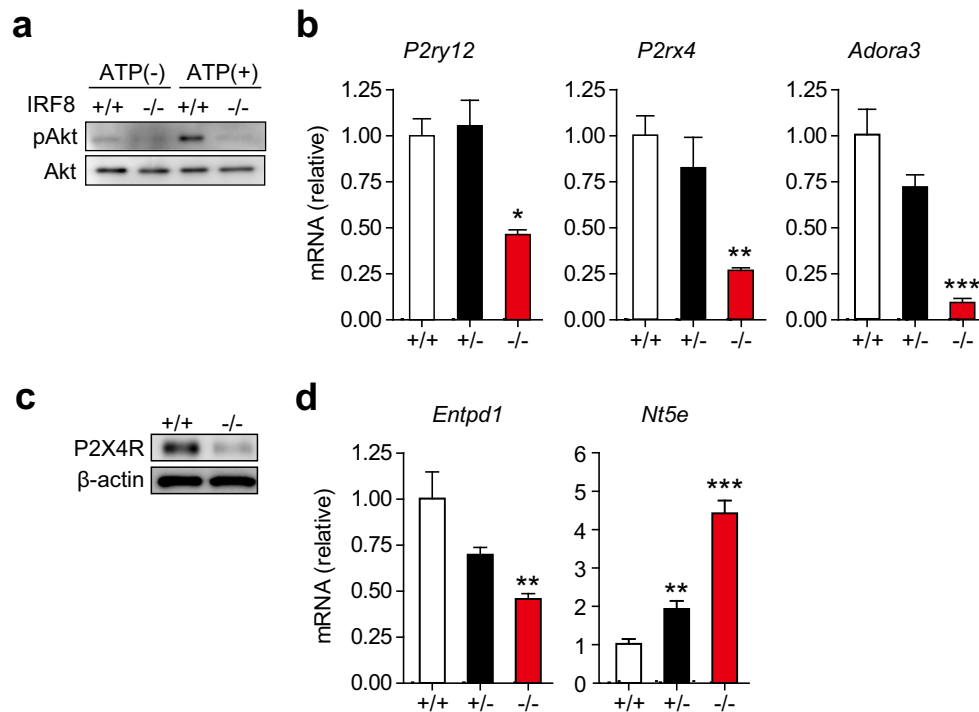 a
ATP(-) ATP(+)
IRF8 +/+ -/- +/+ -/-
pAkt
Akt
b
P2ry12 P2rx4 Adora3
mRNA (relative)
1.25 1.25 1.25
1.00 1.00 1.00
0.75 0.75 0.75
0.50 0.50 0.50
0.25 0.25 0.25
0.00 0.00 0.00
* ** ***
+/+ +/- -/- +/+ +/- -/- +/+ +/- -/-
c
+/+ -/-
P2X4R
β-actin
d
Entpd1 Nt5e
mRNA (relative)
1.25
1.00
0.75
0.50
0.25
0.00
**
+/+ +/- -/-
6
5
4
3
2
1
0
** ***
+/+ +/- -/-